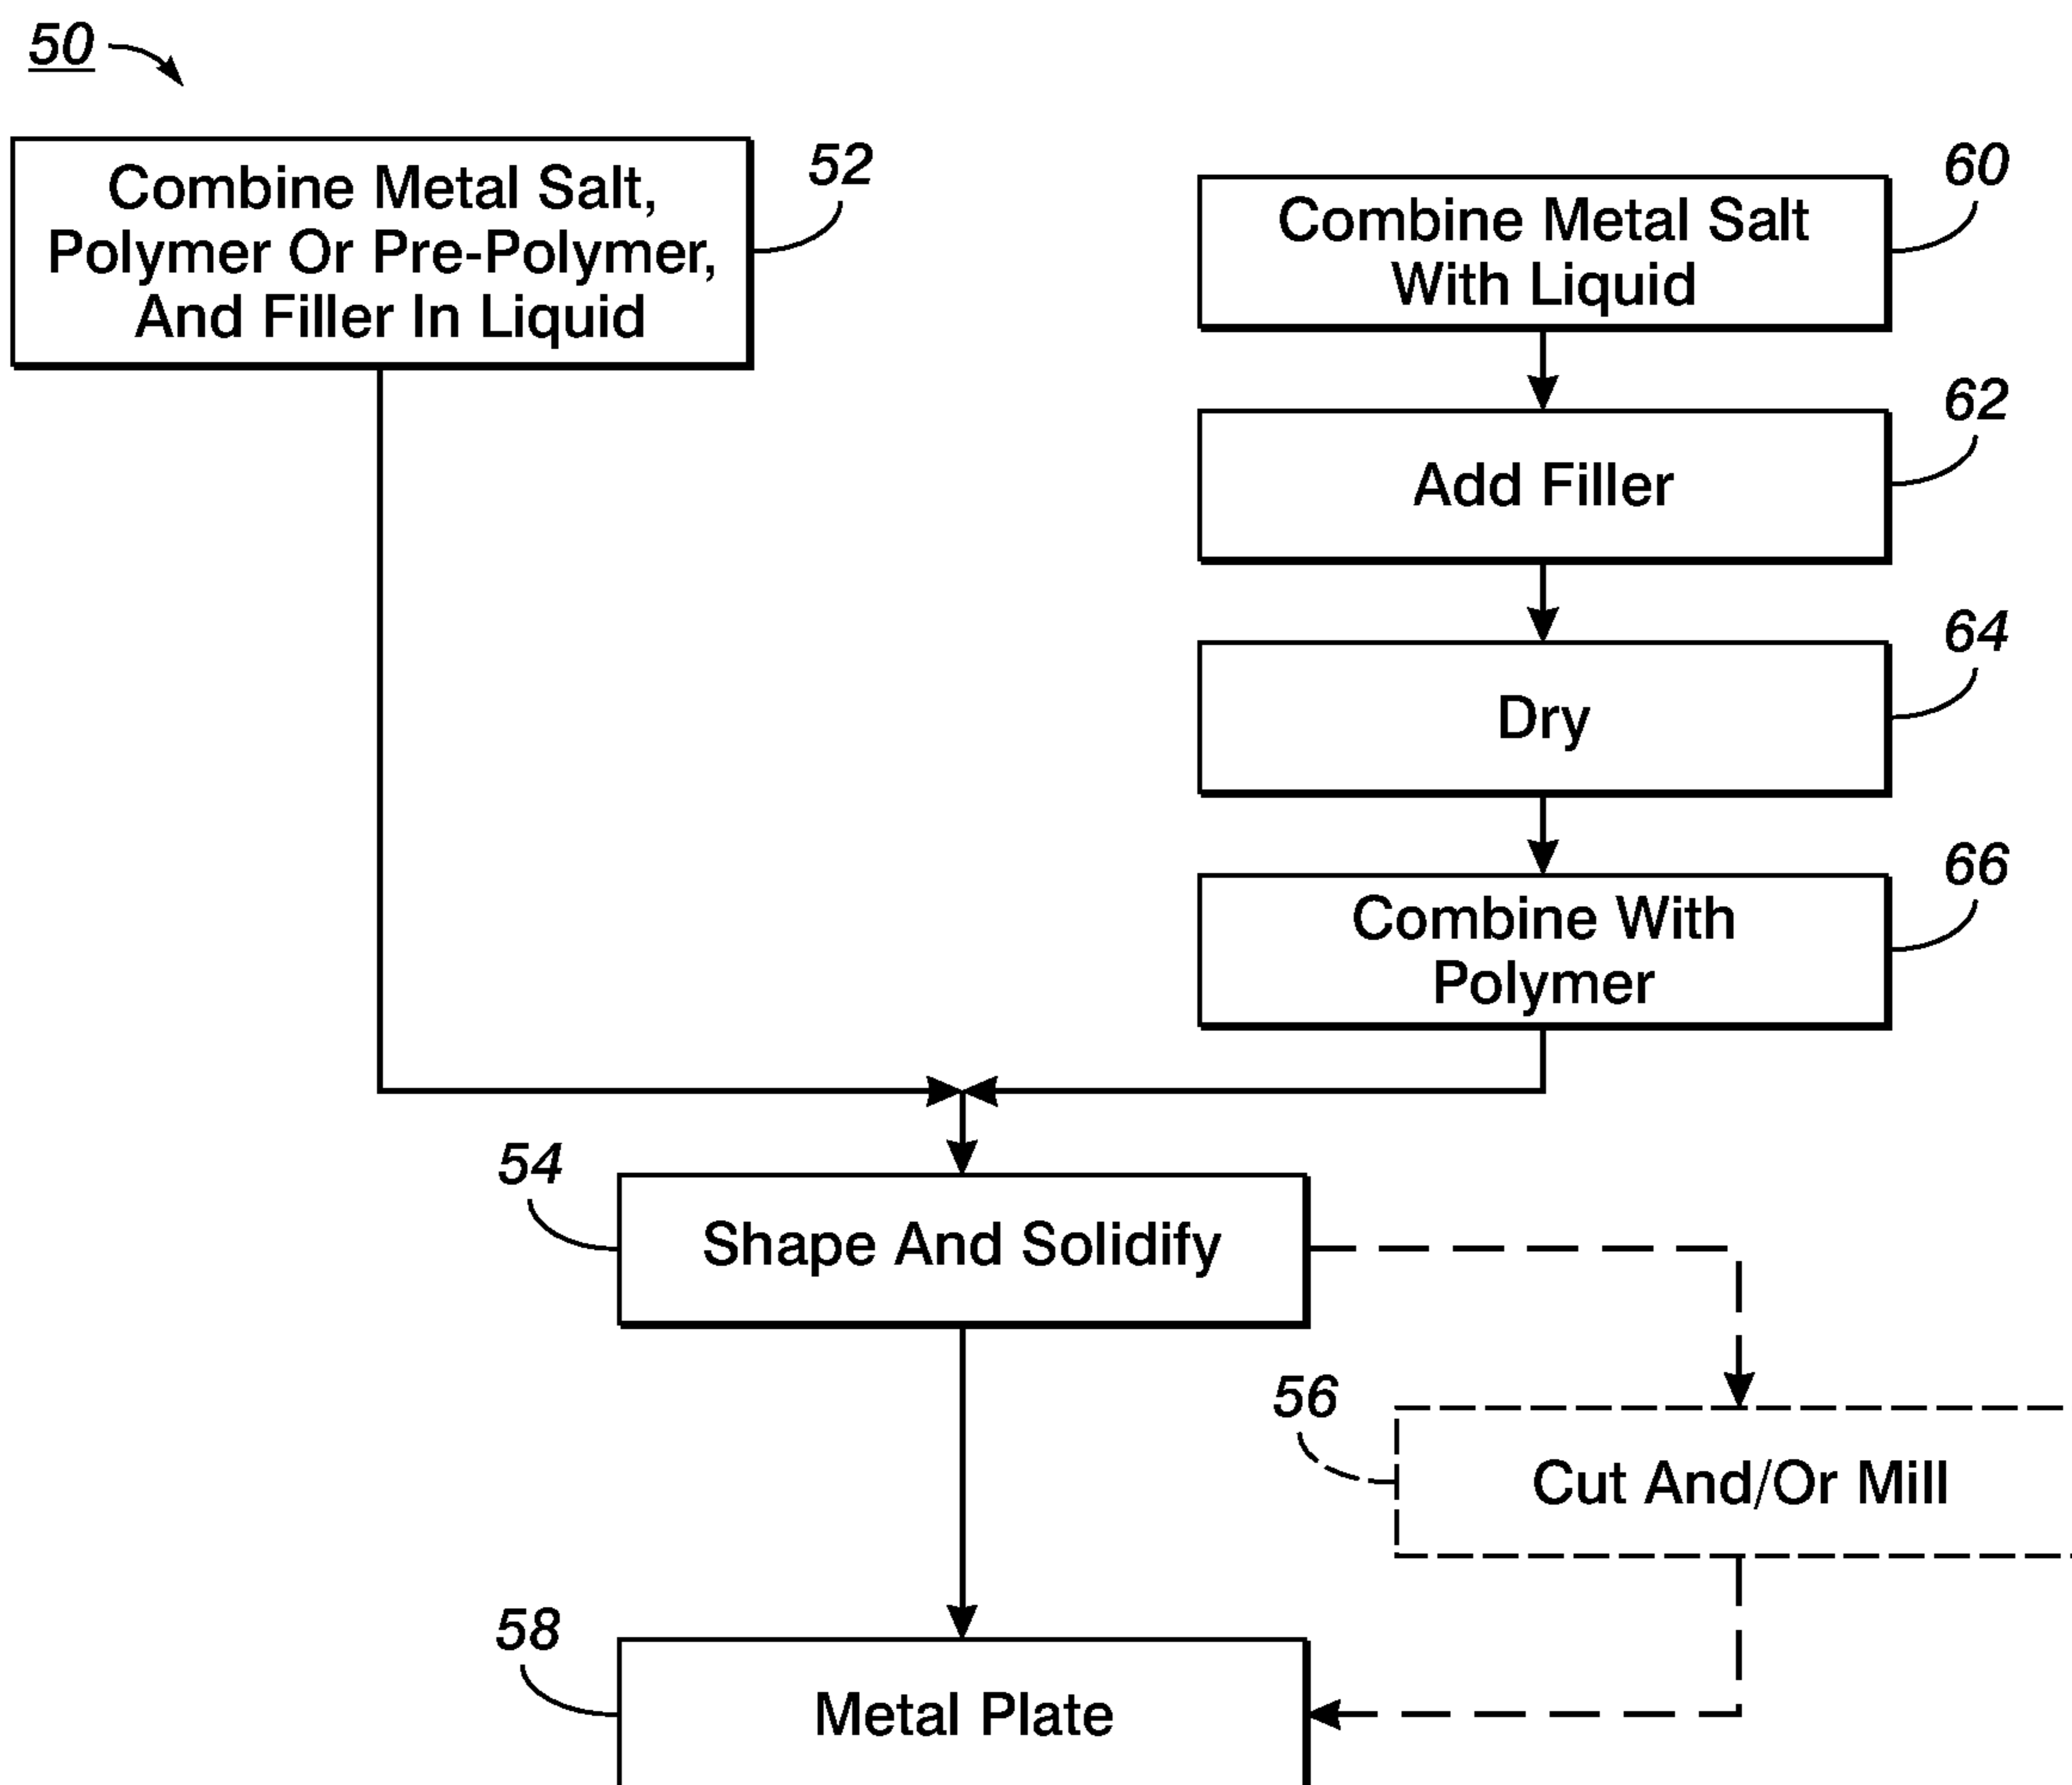 50
Combine Metal Salt,
Polymer Or Pre-Polymer,
And Filler In Liquid
52
Combine Metal Salt
With Liquid
60
Add Filler
62
Dry
64
Combine With
Polymer
66
Shape And Solidify
54
Cut And/Or Mill
56
Metal Plate
58